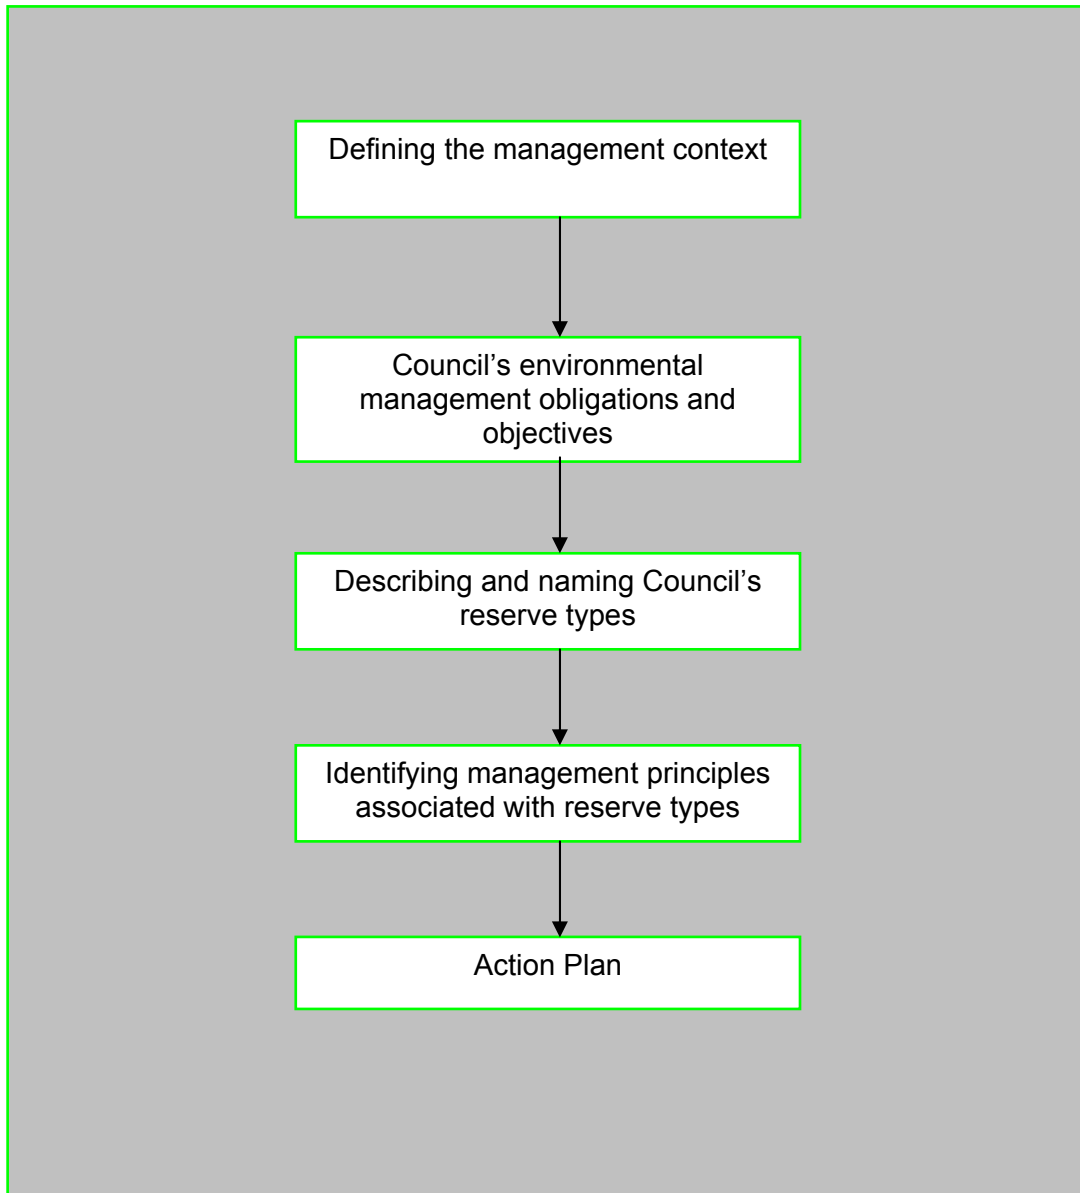 Defining the management context
Council’s environmental
management obligations and
objectives
Describing and naming Council’s
reserve types
Identifying management principles
associated with reserve types
Action Plan